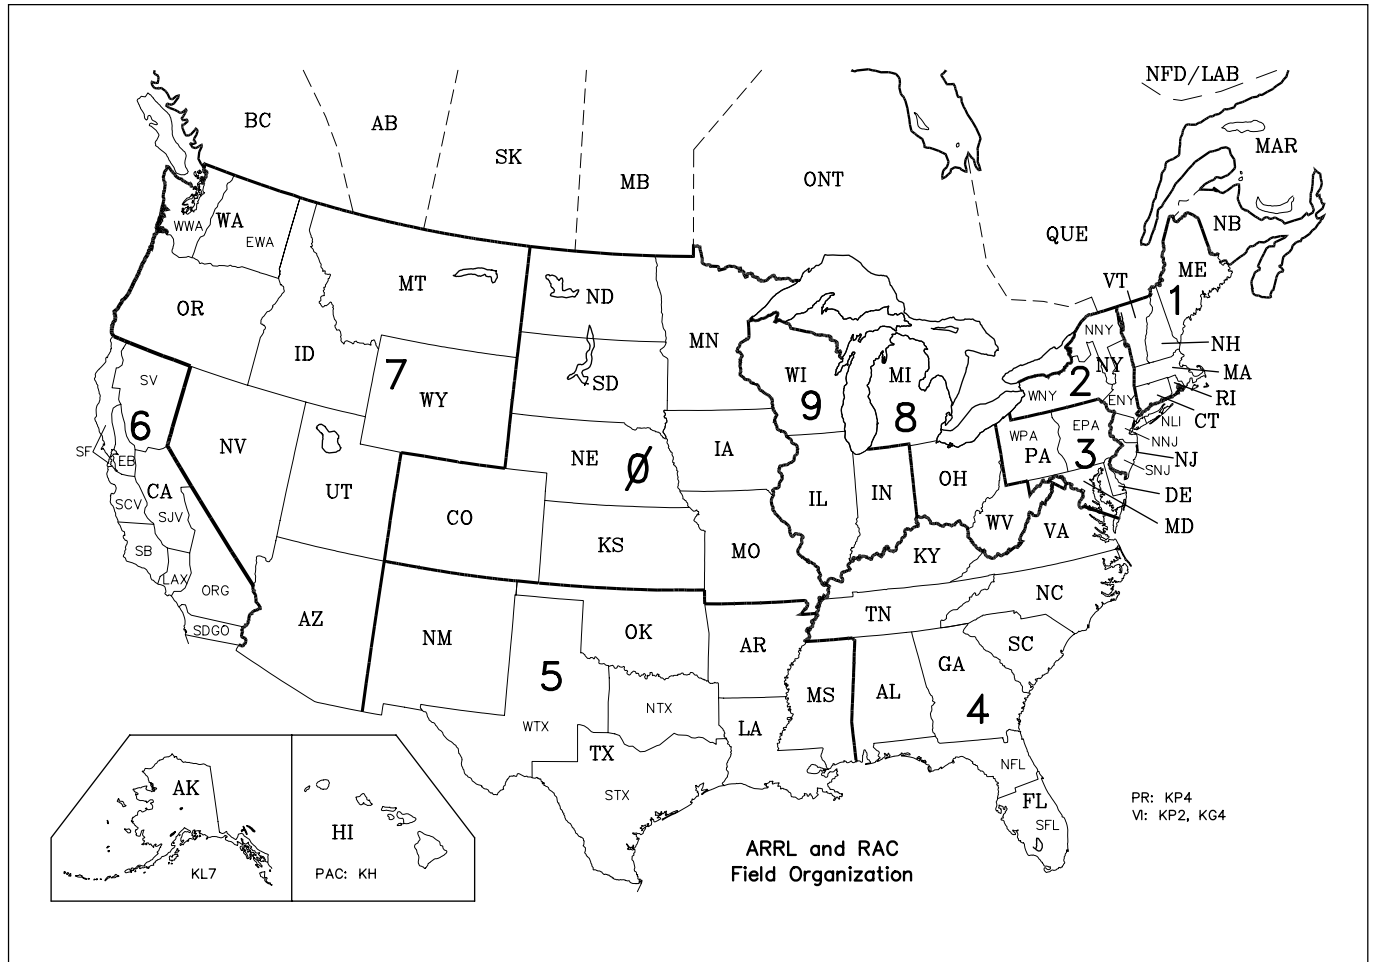 NFD/LAB
BC
AB
SK
MB
ONT
MAR
QUE
NB
WWA
WA
EWA
MT
ND
ME
VT
1
OR
ID
MN
NNY
NH
7
WY
SD
WI
MI
NY
MA
SV
9
8
2
WNY
ENY
RI
6
NV
NE
Ø
IA
CT
NLI
EPA
WPA
PA
3
NNJ
NJ
SNJ
SF
EB
CA
UT
CO
IL
IN
OH
DE
SCV
SJV
WV
VA
MD
SB
KS
MO
KY
LAX
ORG
NC
SDGO
AZ
NM
OK
AR
TN
SC
5
GA
MS
AL
4
WTX
NTX
LA
TX
STX
NFL
FL
SFL
AK
HI
KL7
PAC: KH
PR: KP4
VI: KP2, KG4
ARRL and RAC
Field Organization